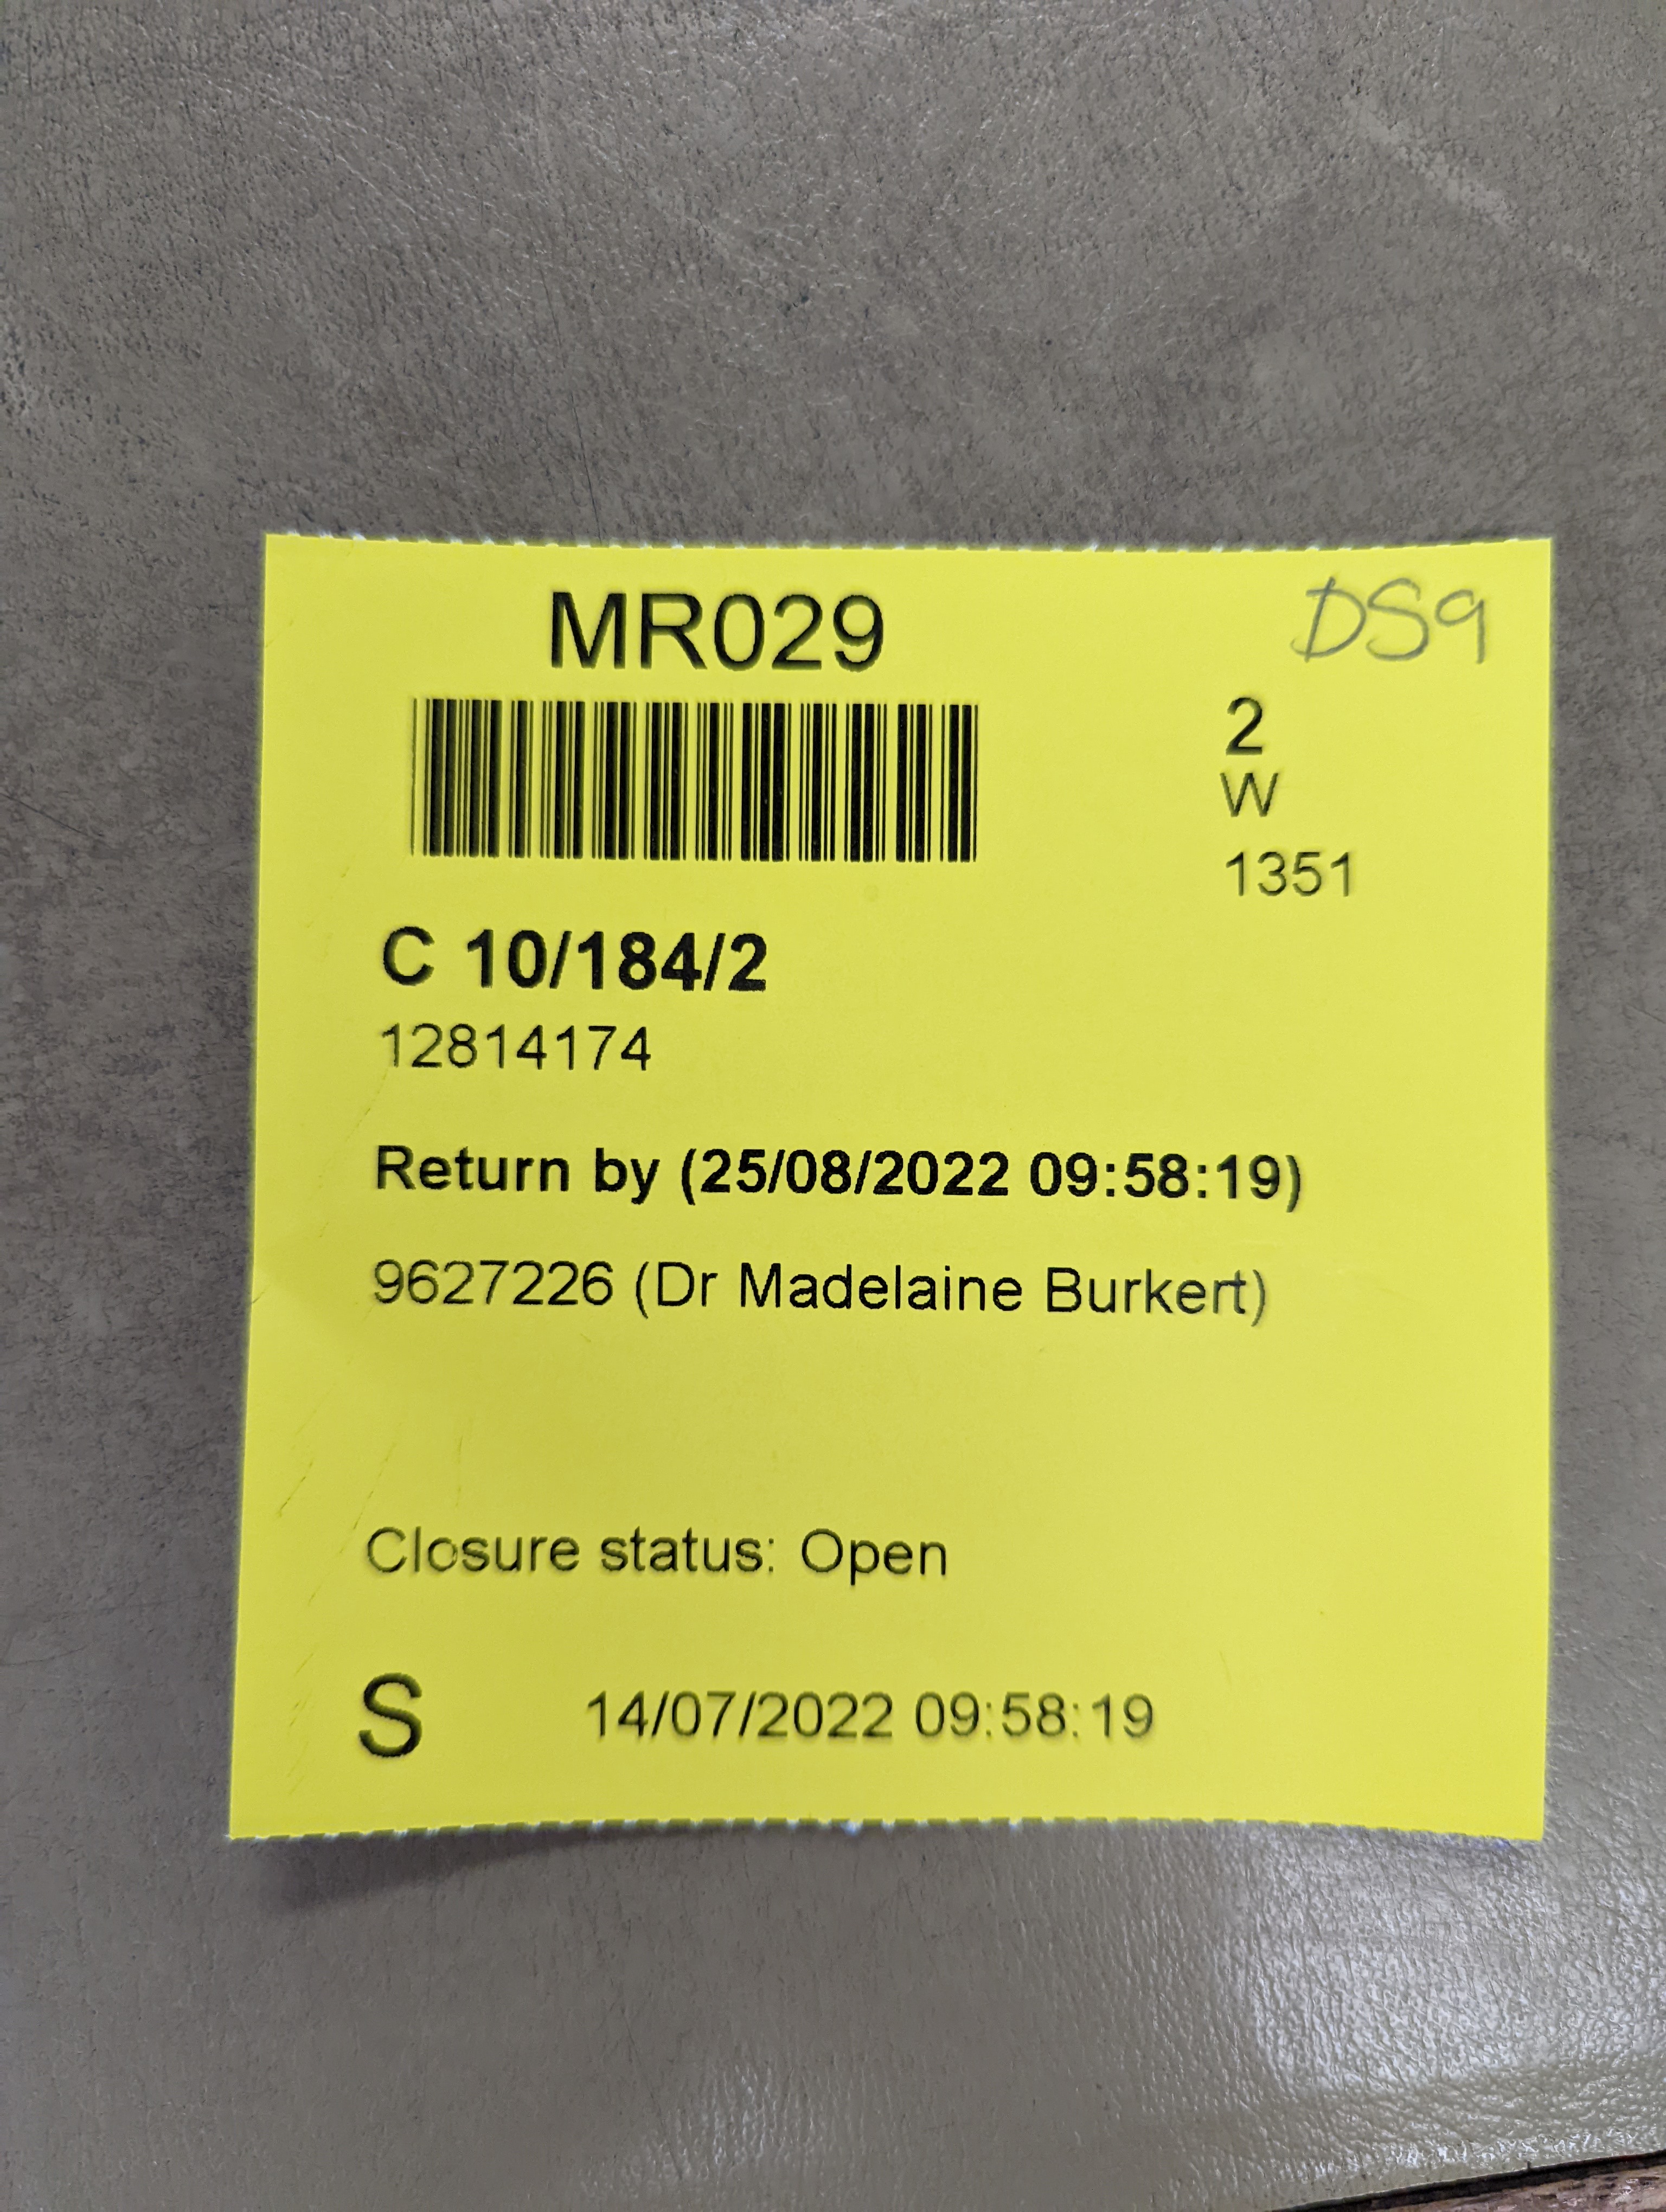 MR029
DS9
2
W
1351
C 10/184/2
12814174
Return by (25/08/2022 09:58:19)
9627226 (Dr Madelaine Burkert)
Closure status: Open
S 14/07/2022 09:58:19